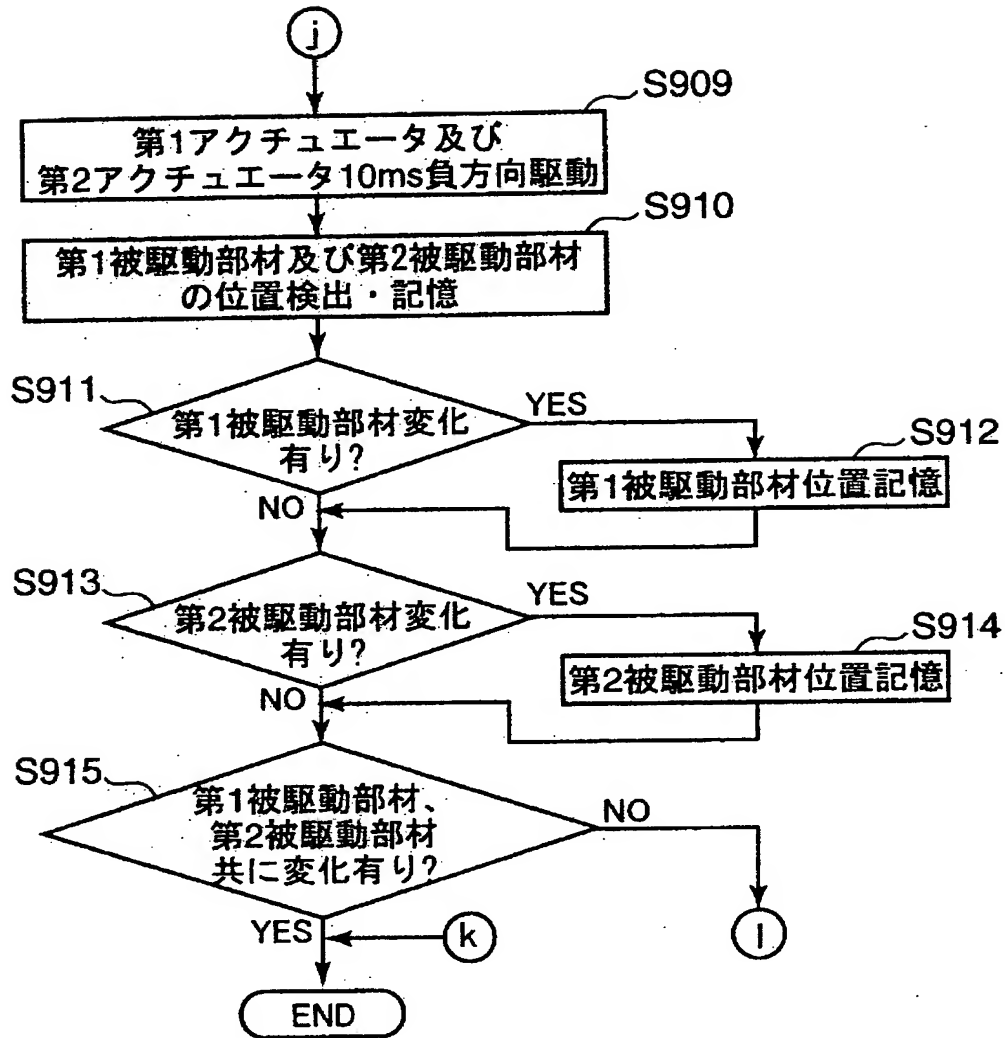 j
S909
第1アクチュエータ及び
第2アクチュエータ10ms負方向駆動
S910
第1被駆動部材及び第2被駆動部材
の位置検出・記憶
S911
第1被駆動部材変化
有り?
YES
S912
第1被駆動部材位置記憶
NO
S913
第2被駆動部材変化
有り?
YES
S914
第2被駆動部材位置記憶
NO
S915
第1被駆動部材、
第2被駆動部材
共に変化有り?
NO
YES
k
l
END